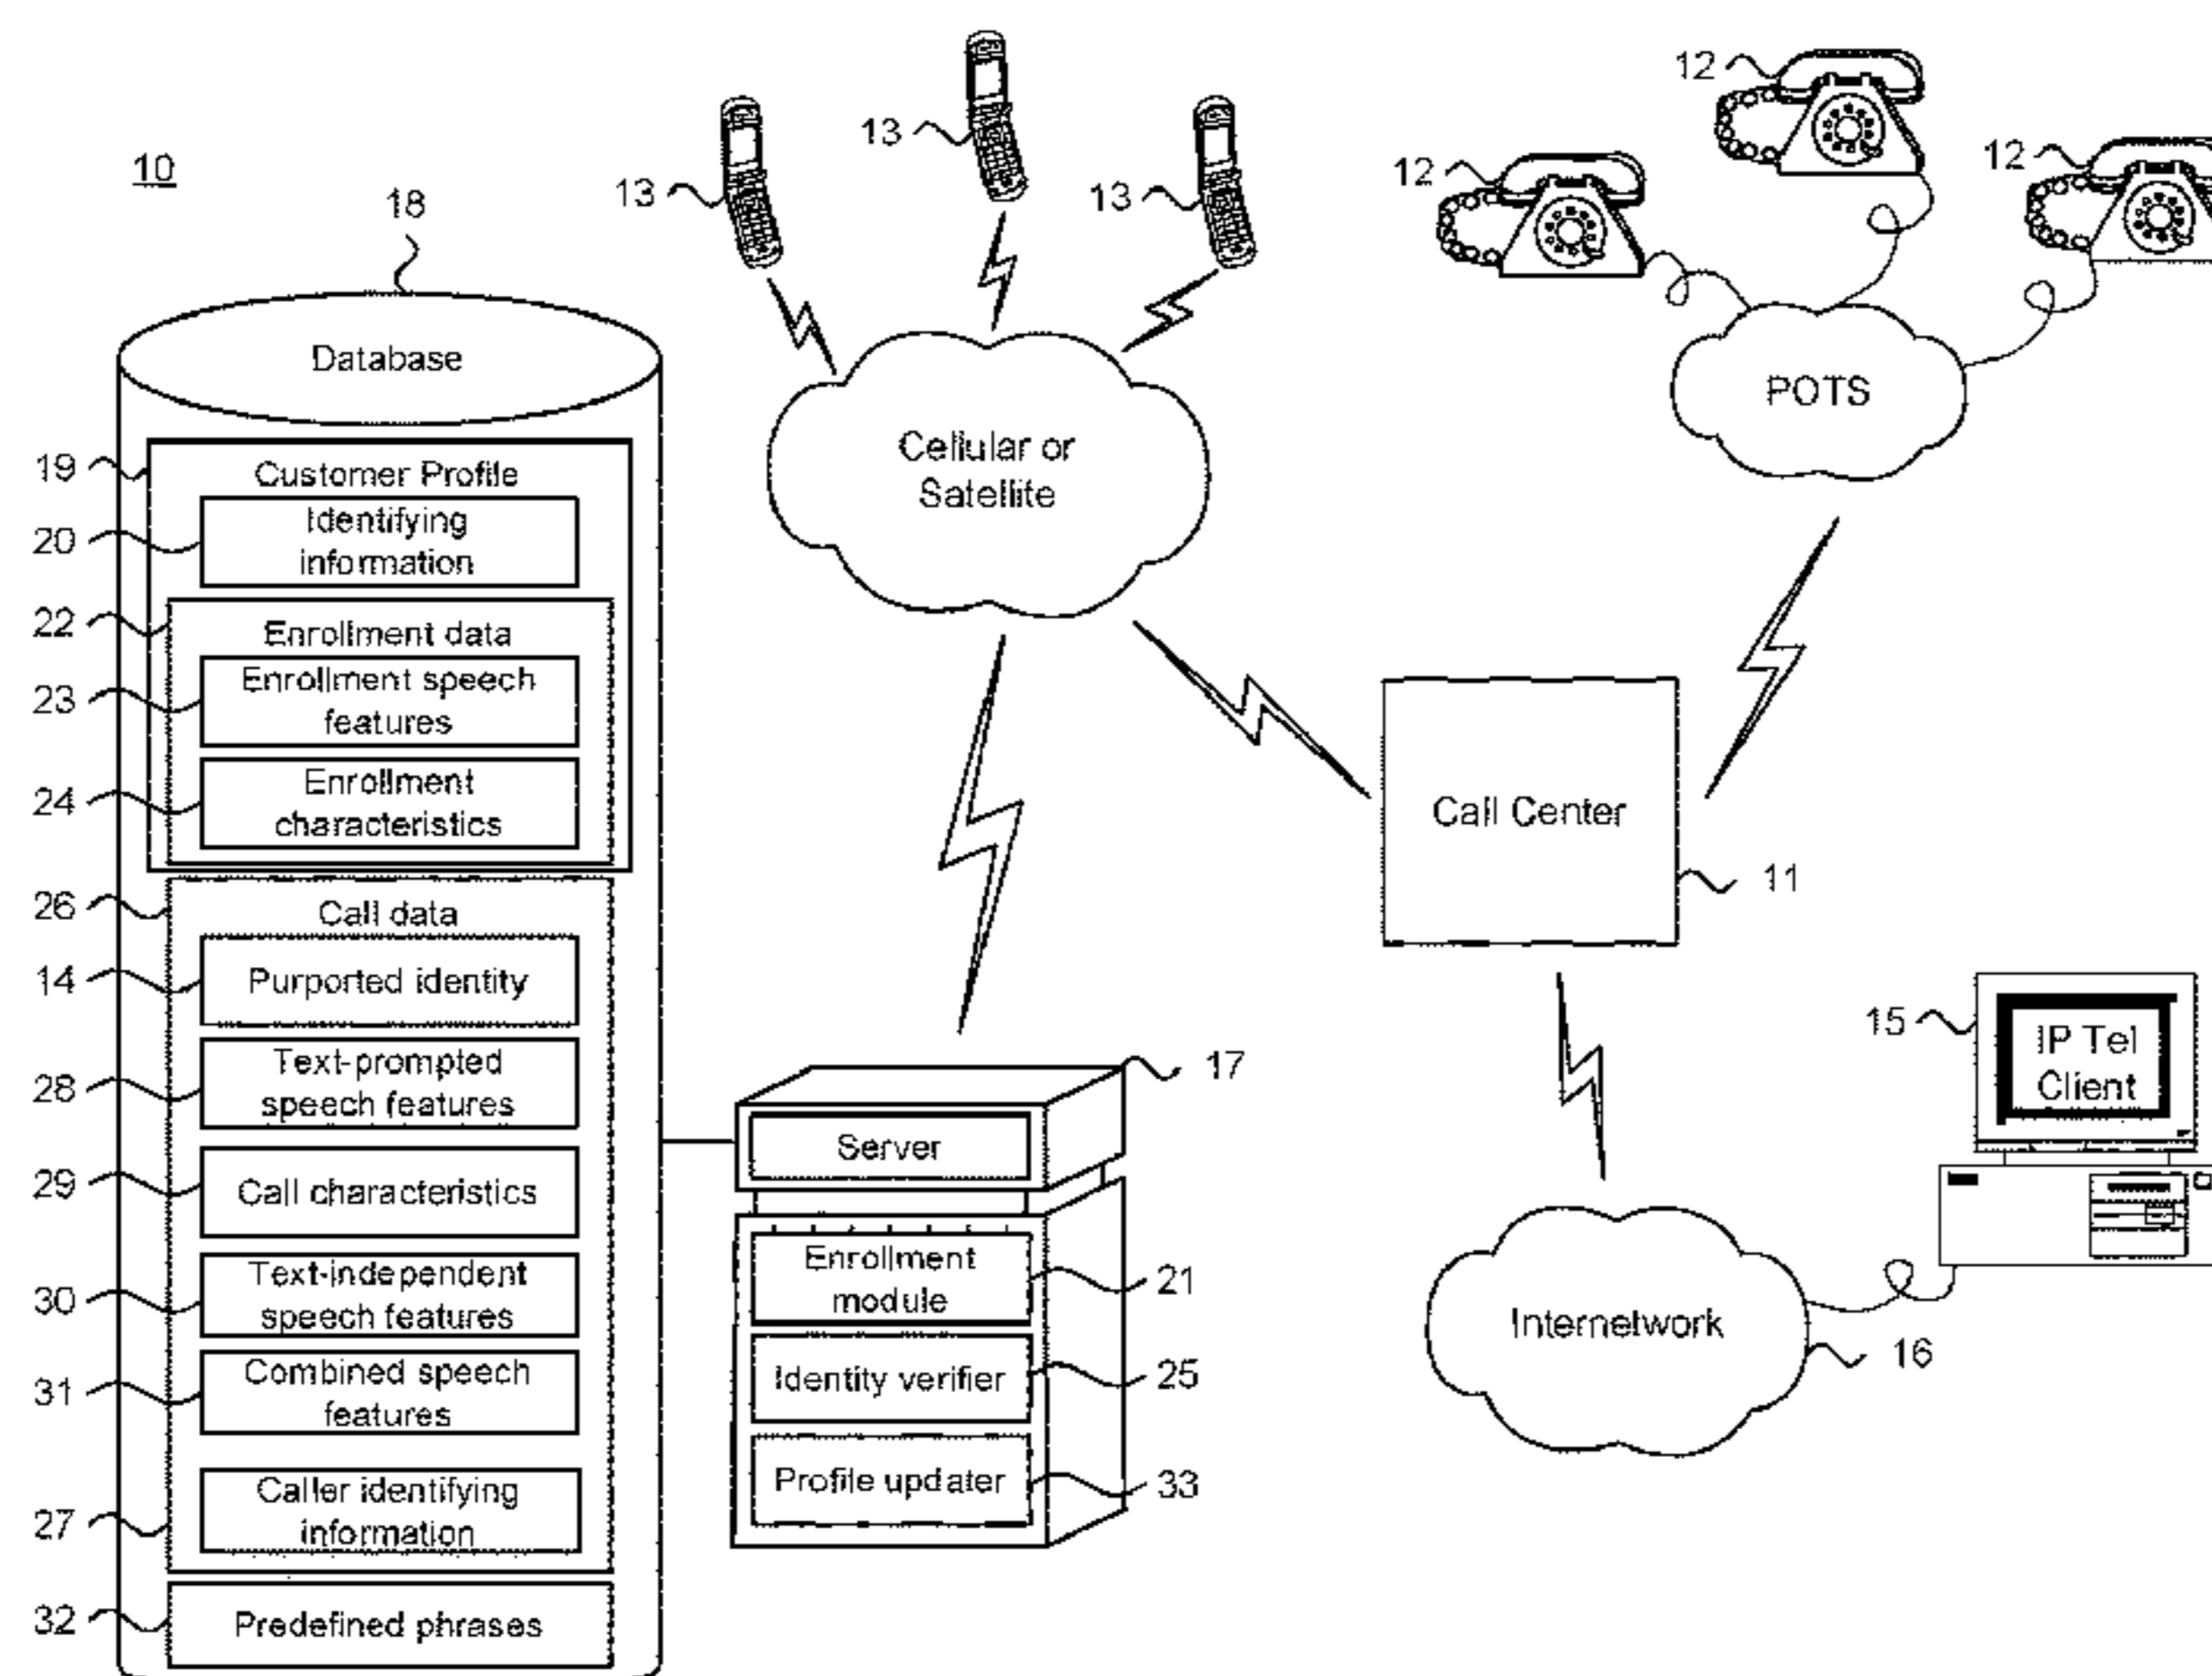 10
18
Database
19
Customer Profile
20
Identifying
information
22
Enrollment data
23
Enrollment speech
features
24
Enrollment
characteristics
26
Call data
14
Purported identity
28
Text-prompted
speech features
29
Call characteristics
30
Text-independent
speech features
31
Combined speech
features
27
Caller identifying
information
32
Predefined phrases
13
13
13
Cellular or
Satellite
12
12
12
POTS
Call Center
11
17
Server
Enrollment
module
21
Identity verifier
25
Profile updater
33
15
IP Tel
Client
Internetwork
16